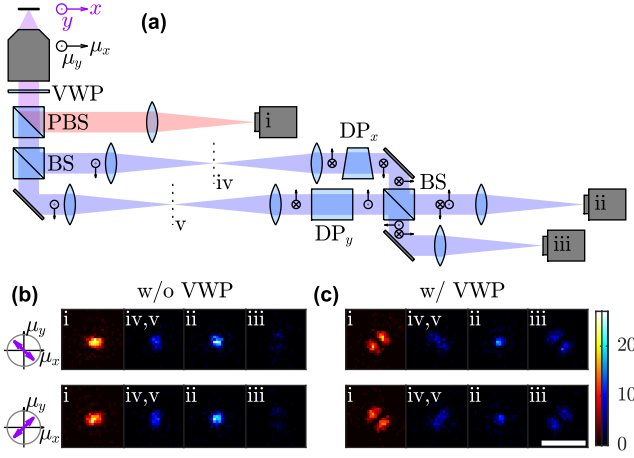 x
y
(a)
μx
μy
VWP
PBS
i
DPx
BS
iv
BS
ii
v
DPy
iii
(b) w/o VWP
(c) w/ VWP
μy
μx
i iv,v ii iii
i iv,v ii iii
20
10
0
μy
μx
i iv,v ii iii
i iv,v ii iii